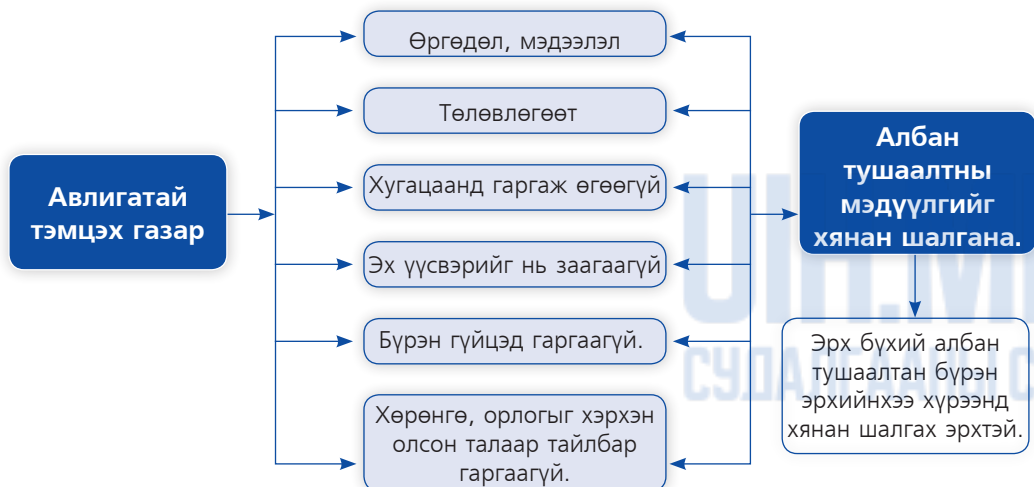 Авлигатай
тэмцэх газар
Өргөдөл, мэдээлэл
Төлөвлөгөөт
Хугацаанд гаргаж өгөөгүй
Эх үүсвэрийг нь заагаагүй
Бүрэн гүйцэд гаргаагүй.
Хөрөнгө, орлогыг хэрхэн
олсон талаар тайлбар
гаргаагүй.
Албан
тушаалтны
мэдүүлгийг
хянан шалгана.
Эрх бүхий албан
тушаалтан бүрэн
эрхийнхээ хүрээнд
хянан шалгах эрхтэй.